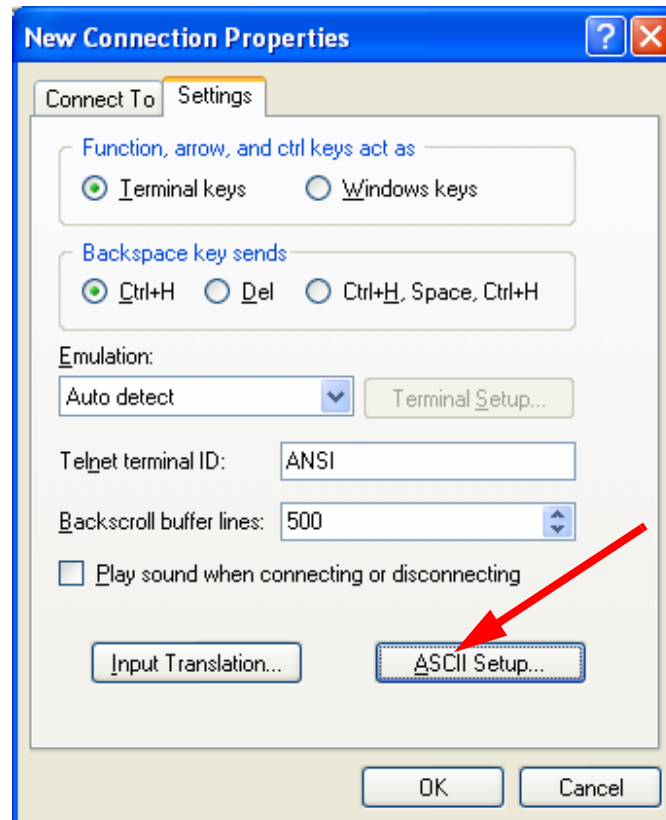 New Connection Properties
?
Connect To Settings
Function, arrow, and ctrl keys act as
Terminal keys Windows keys
Backspace key sends
Ctrl+H Del Ctrl+H, Space, Ctrl+H
Emulation:
Auto detect Terminal Setup...
Telnet terminal ID: ANSI
Backscroll buffer lines: 500
Play sound when connecting or disconnecting
Input Translation... ASCII Setup...
OK Cancel